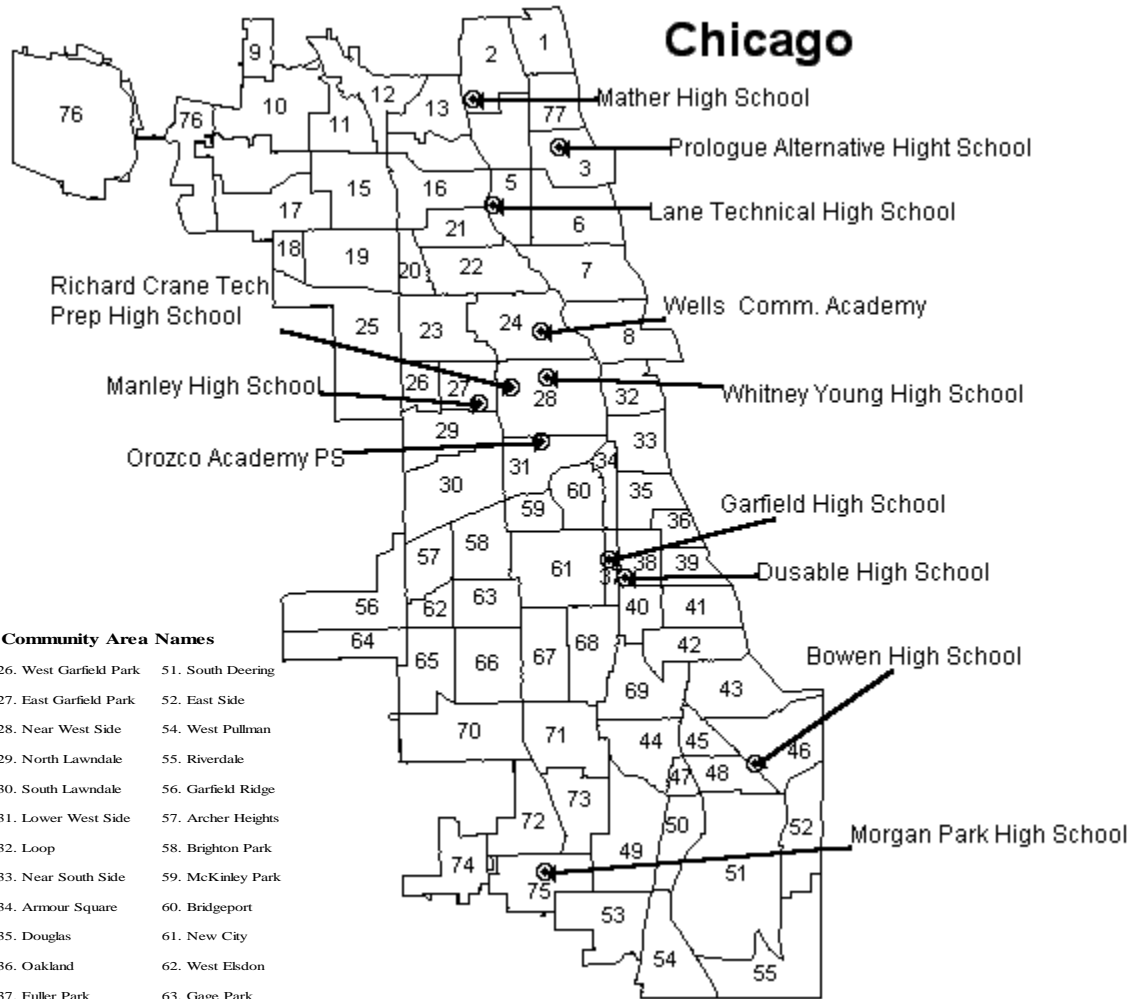 Chicago
9
2
1
Mather High School
76
10
12
13
76
11
77
Prologue Alternative Hight School
3
5
15
16
Lane Technical High School
17
21
6
18
19
20
22
7
Richard Crane Tech
Prep High School
Wells Comm. Academy
25
23
24
8
Manley High School
26
27
28
32
Whitney Young High School
29
33
Orozco Academy PS
31
34
30
60
35
59
36
Garfield High School
57
58
61
37
38
39
Dusable High School
56
62
63
40
41
64
65
66
67
68
42
Bowen High School
69
43
70
71
44
45
46
47
48
73
72
50
52
Morgan Park High School
74
49
51
75
53
54
55
Community Area Names
26. West Garfield Park 51. South Deering
27. East Garfield Park 52. East Side
28. Near West Side 54. West Pullman
29. North Lawndale 55. Riverdale
30. South Lawndale 56. Garfield Ridge
31. Lower West Side 57. Archer Heights
32. Loop 58. Brighton Park
33. Near South Side 59. McKinley Park
34. Armour Square 60. Bridgeport
35. Douglas 61. New City
36. Oakland 62. West Elsdon
37. Fuller Park 63. Gage Park